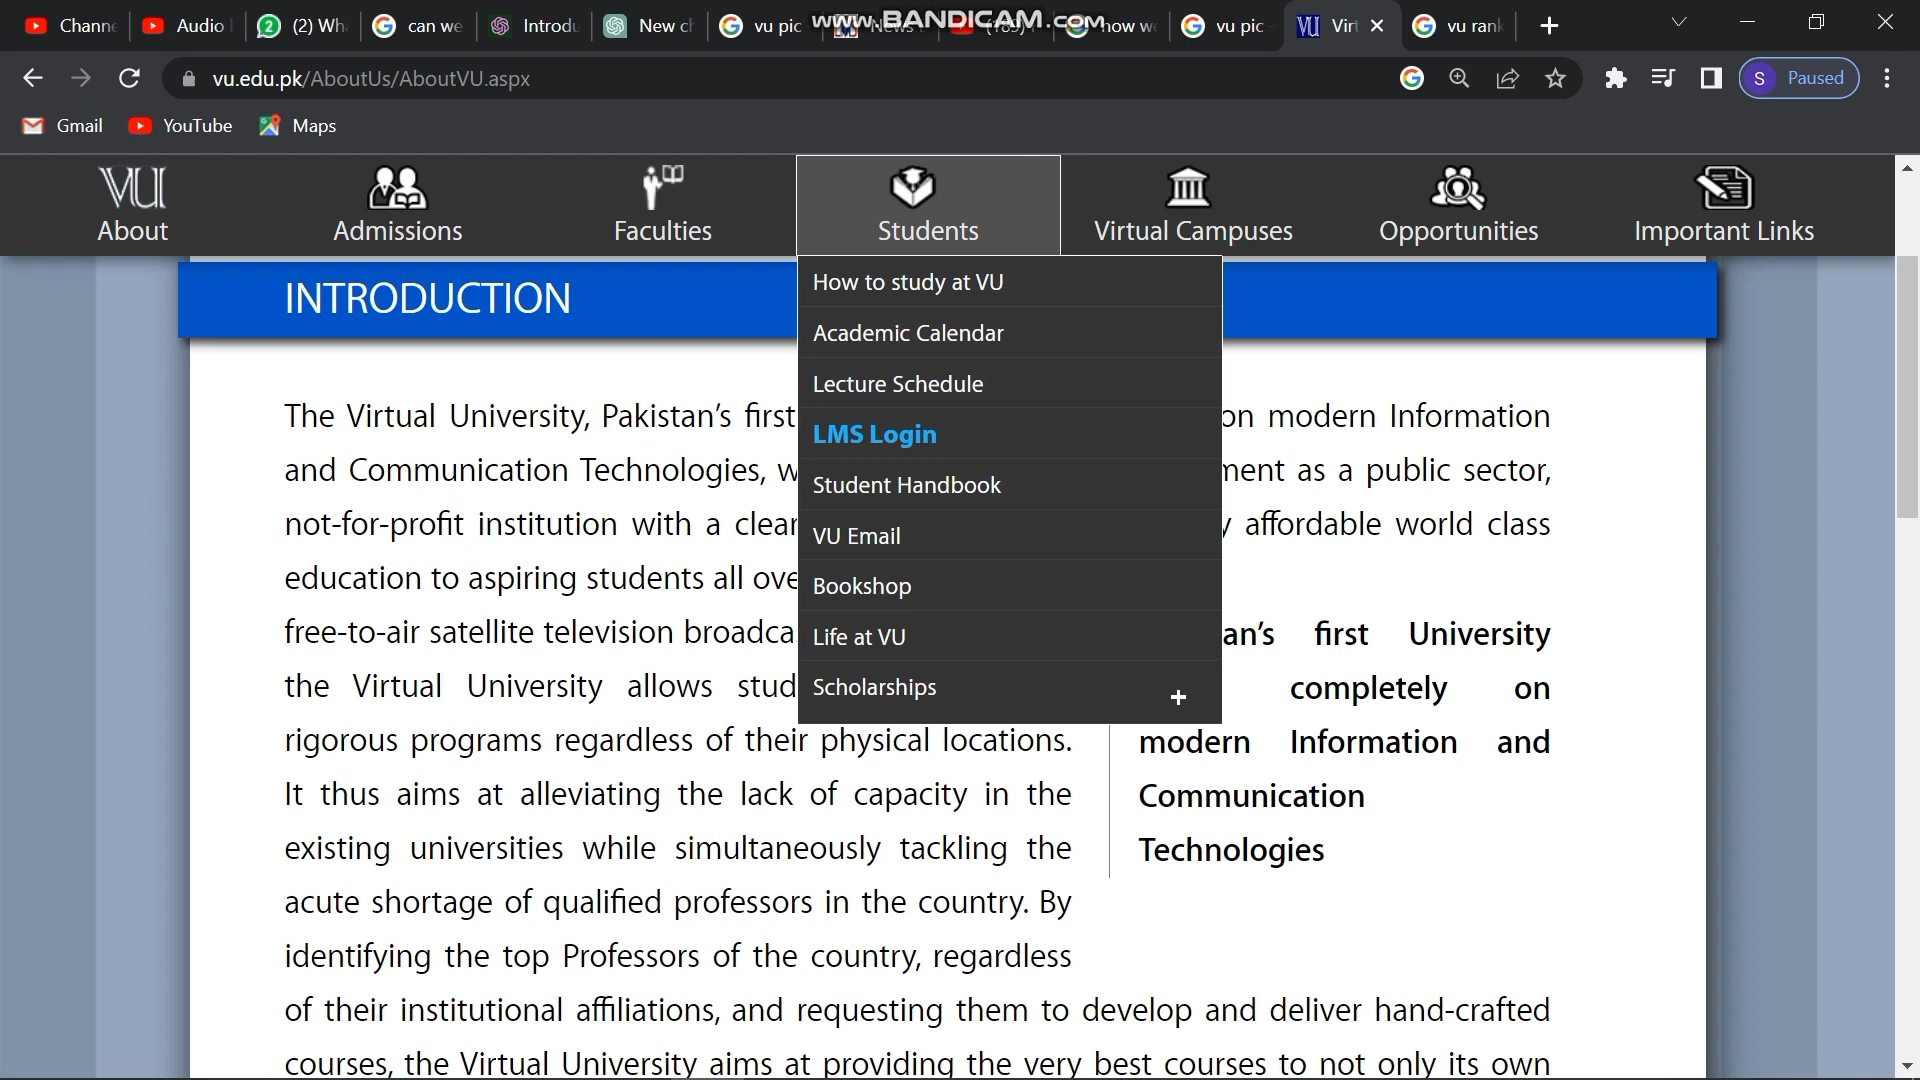 Channe
Audio
(2) Wh
can we
Introdu
New ch
vu pic
News
(189)
how we
vu pic
VU Virt
vu rank
www.BANDICAM.com
vu.edu.pk/AboutUs/AboutVU.aspx
S Paused
Gmail YouTube Maps
VU
About Admissions Faculties Students Virtual Campuses Opportunities Important Links
How to study at VU
INTRODUCTION
Academic Calendar
Lecture Schedule
LMS Login
Student Handbook
VU Email
Bookshop
Life at VU
Scholarships +
The Virtual University, Pakistan’s first on modern Information
and Communication Technologies, w ment as a public sector,
not-for-profit institution with a clear y affordable world class
education to aspiring students all ove
free-to-air satellite television broadca
the Virtual University allows stud
rigorous programs regardless of their physical locations.
It thus aims at alleviating the lack of capacity in the
existing universities while simultaneously tackling the
acute shortage of qualified professors in the country. By
identifying the top Professors of the country, regardless
of their institutional affiliations, and requesting them to develop and deliver hand-crafted
courses, the Virtual University aims at providing the very best courses to not only its own
an’s first University
completely on
modern Information and
Communication
Technologies